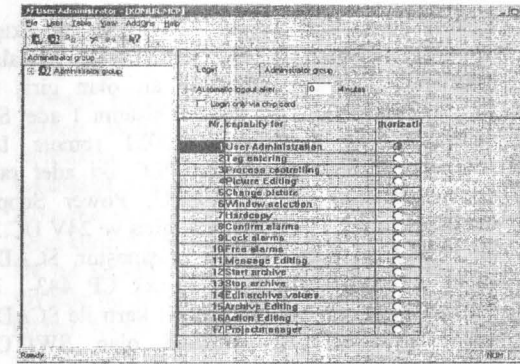 User Administrator - [KOMUR.MCP]
File User Table View AddOns Help
Administrator group
Administrator group
Login Administrator group
Automatic logout after 0 Minutes
Login only via chip card
Nr. capability for thorizati
1 User Administration
2 Tag entering
3 Process controlling
4 Picture Editing
5 Change picture
6 Window selection
7 Hardcopy
8 Confirm alarms
9 Lock alarms
10 Free alarms
11 Message Editing
12 Start archive
13 Stop archive
14 Edit archive values
15 Archive Editing
16 Action Editing
17 Projectmanager
Ready NUM